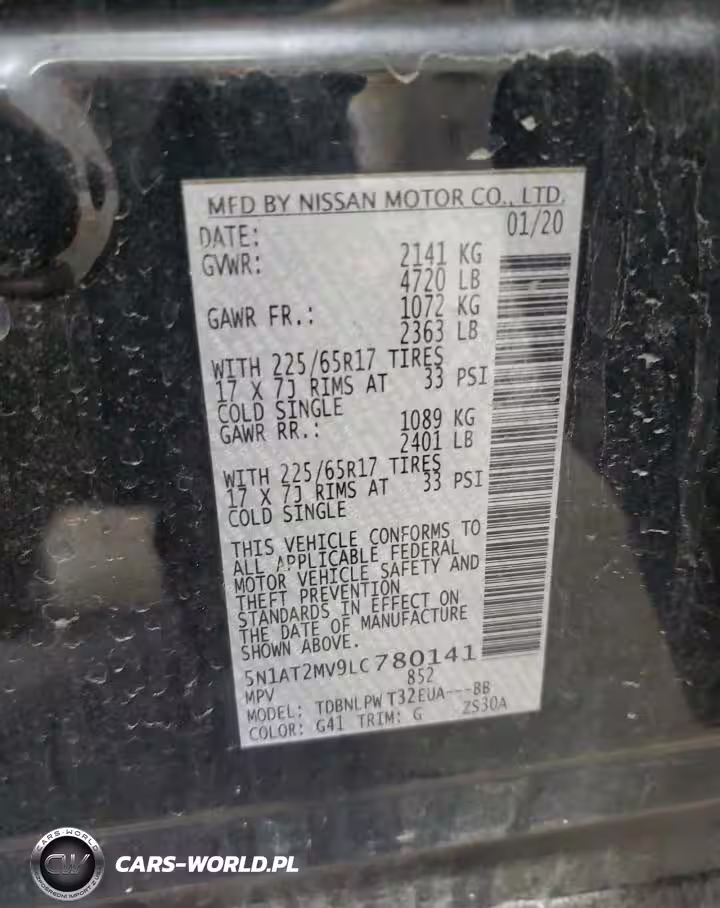 MFD BY NISSAN MOTOR CO., LTD.
DATE: 01/20
GVWR: 2141 KG
4720 LB
GAWR FR.: 1072 KG
2363 LB
WITH 225/65R17 TIRES
17 X 7J RIMS AT 33 PSI
COLD SINGLE
GAWR RR.: 1089 KG
2401 LB
WITH 225/65R17 TIRES
17 X 7J RIMS AT 33 PSI
COLD SINGLE
THIS VEHICLE CONFORMS TO
ALL APPLICABLE FEDERAL
MOTOR VEHICLE SAFETY AND
THEFT PREVENTION
STANDARDS IN EFFECT ON
THE DATE OF MANUFACTURE
SHOWN ABOVE.
5N1AT2MV9LC780141
MPV 852
MODEL: TDBNLPW T32EUA---BB
COLOR: G41 TRIM: G ZS30A
CARS-WORLD
CW
CARS-WORLD.PL